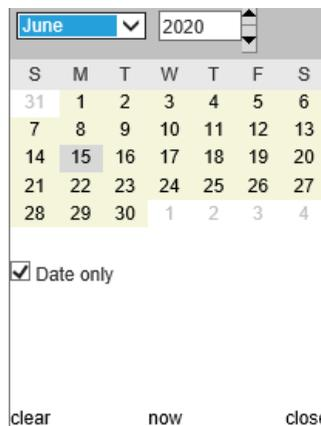 June 2020
S M T W T F S
31 1 2 3 4 5 6
7 8 9 10 11 12 13
14 15 16 17 18 19 20
21 22 23 24 25 26 27
28 29 30 1 2 3 4
Date only
clear now close